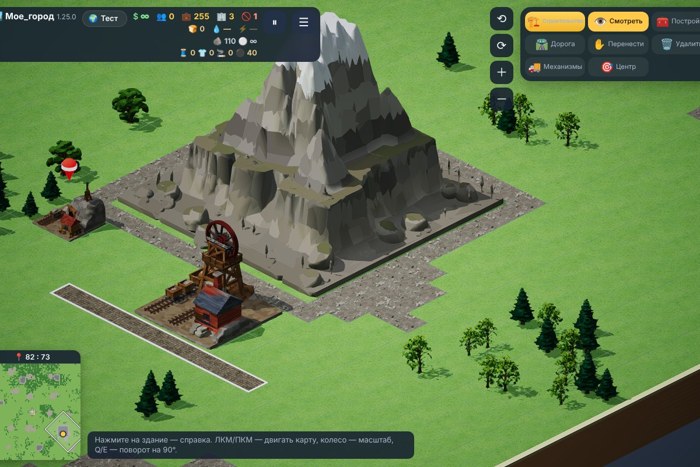 Мое_город 1.25.0 Тест $ ∞ 0 255 3 1
0 — —
110 ∞
0 0 0 40
Смотреть Построй
Дорога Перенести Удалит
Механизмы Центр
82 : 73
Нажмите на здание — справка. ЛКМ/ПКМ — двигать карту, колесо — масштаб,
Q/E — поворот на 90°.